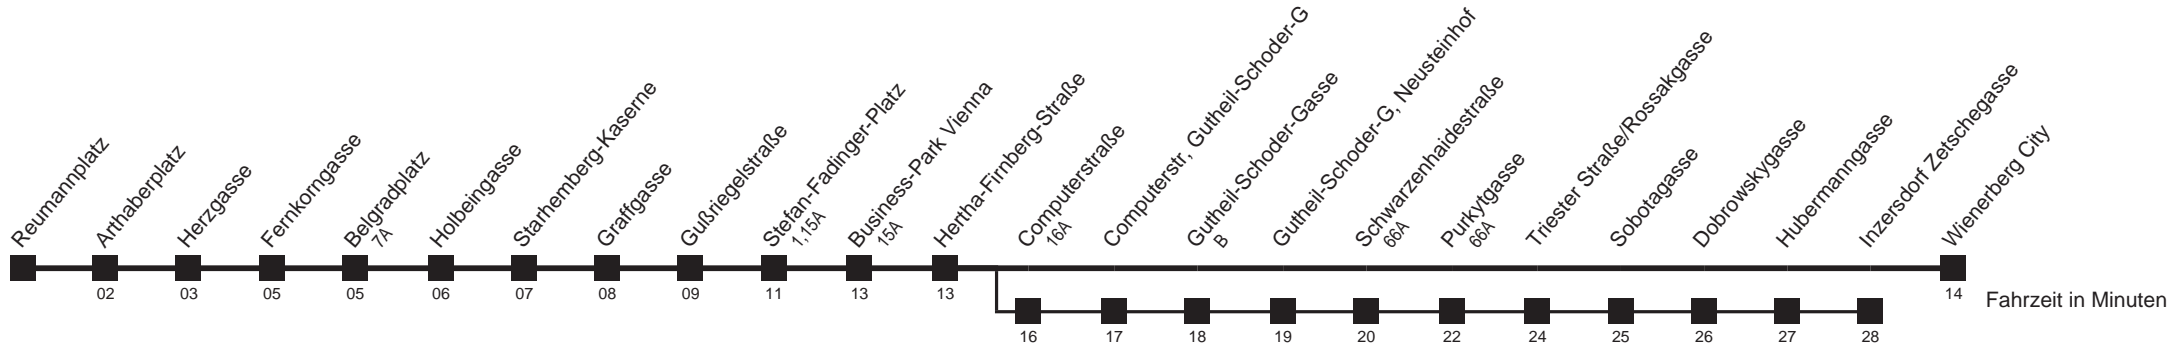 Reumannplatz
Arthaberplatz
Herzgasse
Fernkorngasse
Belgradplatz
7A
Holbeingasse
Starhemberg-Kaserne
Graffgasse
Gußriegelstraße
Stefan-Fadinger-Platz
1,15A
Business-Park Vienna
15A
Hertha-Firnberg-Straße
Computerstraße
16A
Computerstr, Gutheil-Schoder-G
Gutheil-Schoder-Gasse
B
Gutheil-Schoder-G, Neusteinhof
Schwarzenhaidestraße
66A
Purkytgasse
66A
Triester Straße/Rossakgasse
Sobotagasse
Dobrowskygasse
Hubermanngasse
Inzersdorf Zetschegasse
Wienerberg City
02 03 05 05 06 07 08 09 11 13 13 14
Fahrzeit in Minuten
16 17 18 19 20 22 24 25 26 27 28